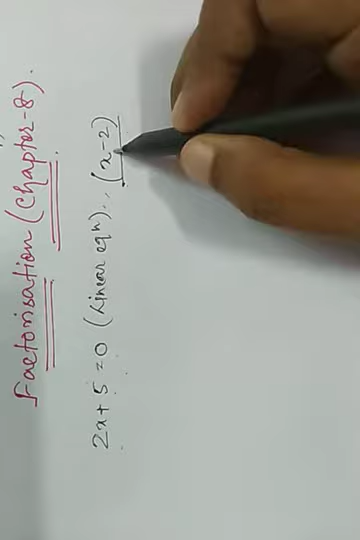 Factorisation (Chapter-8).
2x + 5 = 0 (Linear eqn), (x-2)